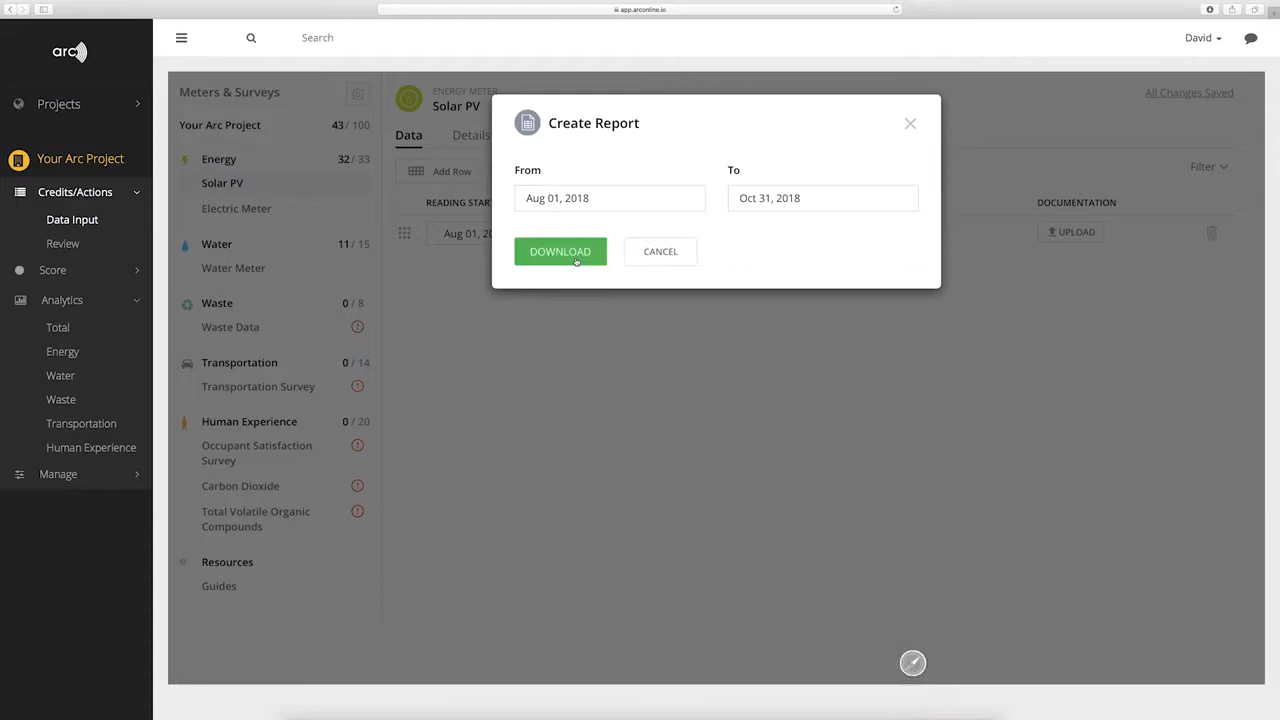 app.arconline.io
arc
Search
David
Projects
Your Arc Project
Credits/Actions
Data Input
Review
Score
Analytics
Total
Energy
Water
Waste
Transportation
Human Experience
Manage
Meters & Surveys
Your Arc Project 43 / 100
Energy 32 / 33
Solar PV
Electric Meter
Water 11 / 15
Water Meter
Waste 0 / 8
Waste Data
Transportation 0 / 14
Transportation Survey
Human Experience 0 / 20
Occupant Satisfaction
Survey
Carbon Dioxide
Total Volatile Organic
Compounds
Resources
Guides
ENERGY METER
Solar PV
All Changes Saved
Data Details
Add Row
Filter
READING STAR
DOCUMENTATION
Aug 01, 20
UPLOAD
Create Report
From To
Aug 01, 2018 Oct 31, 2018
DOWNLOAD CANCEL